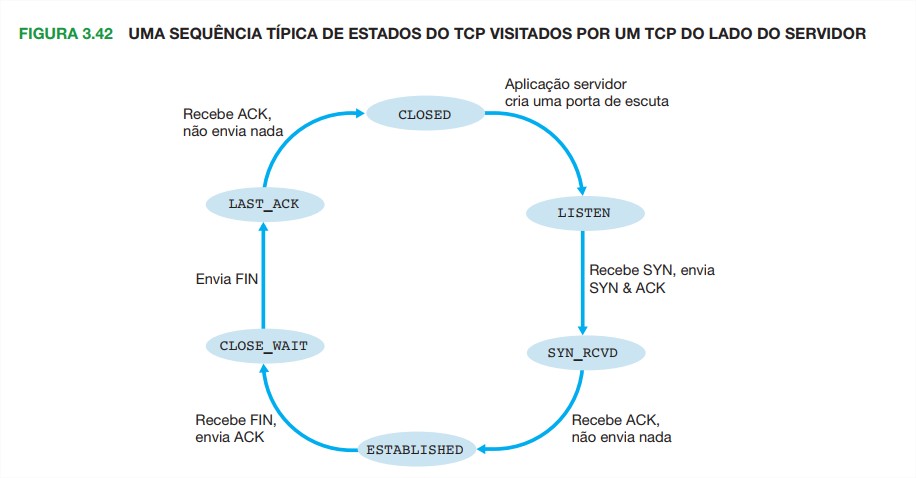 FIGURA 3.42 UMA SEQUÊNCIA TÍPICA DE ESTADOS DO TCP VISITADOS POR UM TCP DO LADO DO SERVIDOR
Aplicação servidor
cria uma porta de escuta
Recebe ACK,
não envia nada
CLOSED
LAST_ACK
LISTEN
Envia FIN
Recebe SYN, envia
SYN & ACK
CLOSE_WAIT
SYN_RCVD
Recebe FIN,
envia ACK
Recebe ACK,
não envia nada
ESTABLISHED